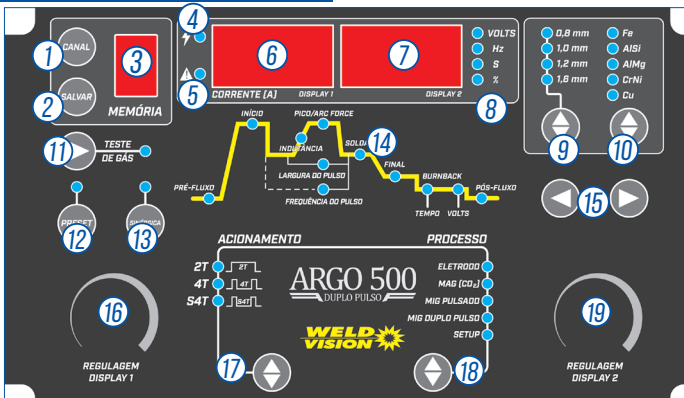 4
VOLTS
0,8 mm
Fe
1
CANAL
3
6
7
Hz
1,0 mm
AlSi
S
1,2 mm
AlMg
2
SALVAR
5
%
1,6 mm
CrNi
MEMÓRIA
CORRENTE (A)
DISPLAY 1
DISPLAY 2
8
Cu
INÍCIO
PICO/ARC FORCE
9
10
11
TESTE
DE GÁS
INDUTÂNCIA
SOLDA
14
LARGURA DO PULSO
FINAL
PRÉ-FLUXO
FREQUÊNCIA DO PULSO
BURNBACK
PÓS-FLUXO
TEMPO
VOLTS
15
PRESET
12
SINÉRGICA
13
ACIONAMENTO
PROCESSO
2T
2T
ELETRODO
4T
4T
MAG (CO₂)
S4T
S4T
MIG PULSADO
ARGO 500
DUPLO PULSO
MIG DUPLO PULSO
SETUP
16
WELD
VISION
19
REGULAGEM
DISPLAY 1
17
18
REGULAGEM
DISPLAY 2